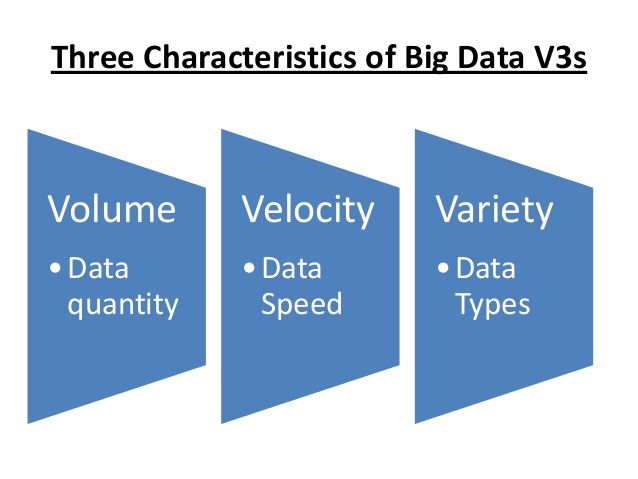 Three Characteristics of Big Data V3s
Volume
• Data
quantity
Velocity
• Data
Speed
Variety
• Data
Types